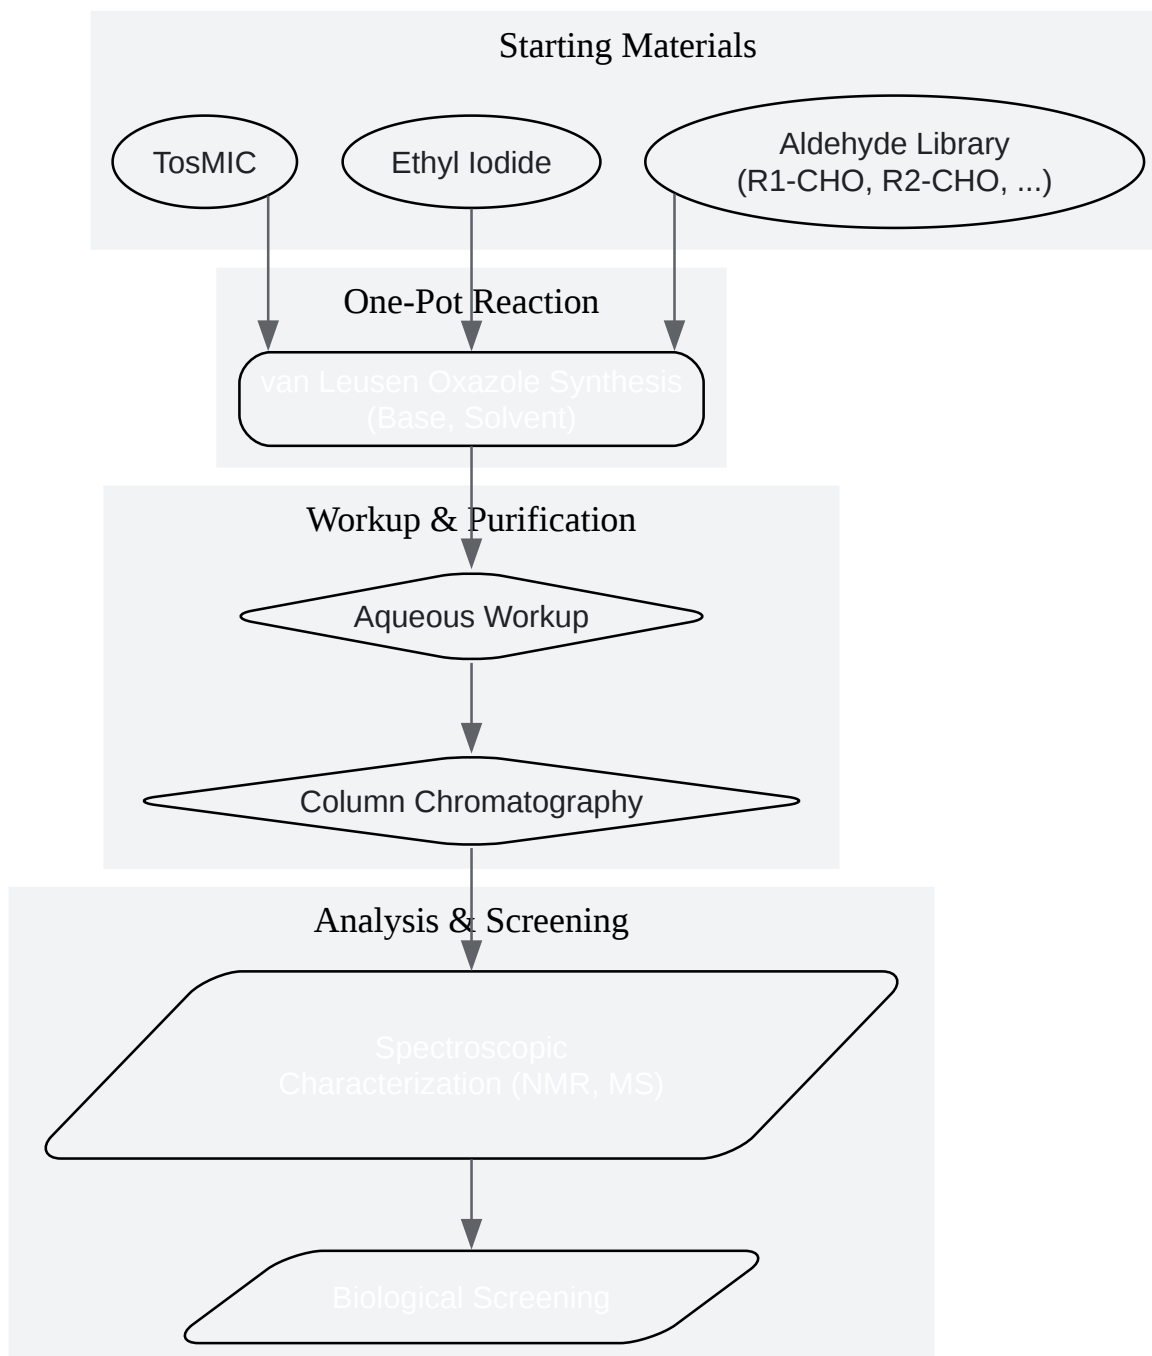 Starting Materials
TosMIC
Ethyl Iodide
Aldehyde Library
(R1-CHO, R2-CHO, ...)
One-Pot Reaction
van Leusen Oxazole Synthesis
(Base, Solvent)
Workup & Purification
Aqueous Workup
Column Chromatography
Analysis & Screening
Spectroscopic
Characterization (NMR, MS)
Biological Screening